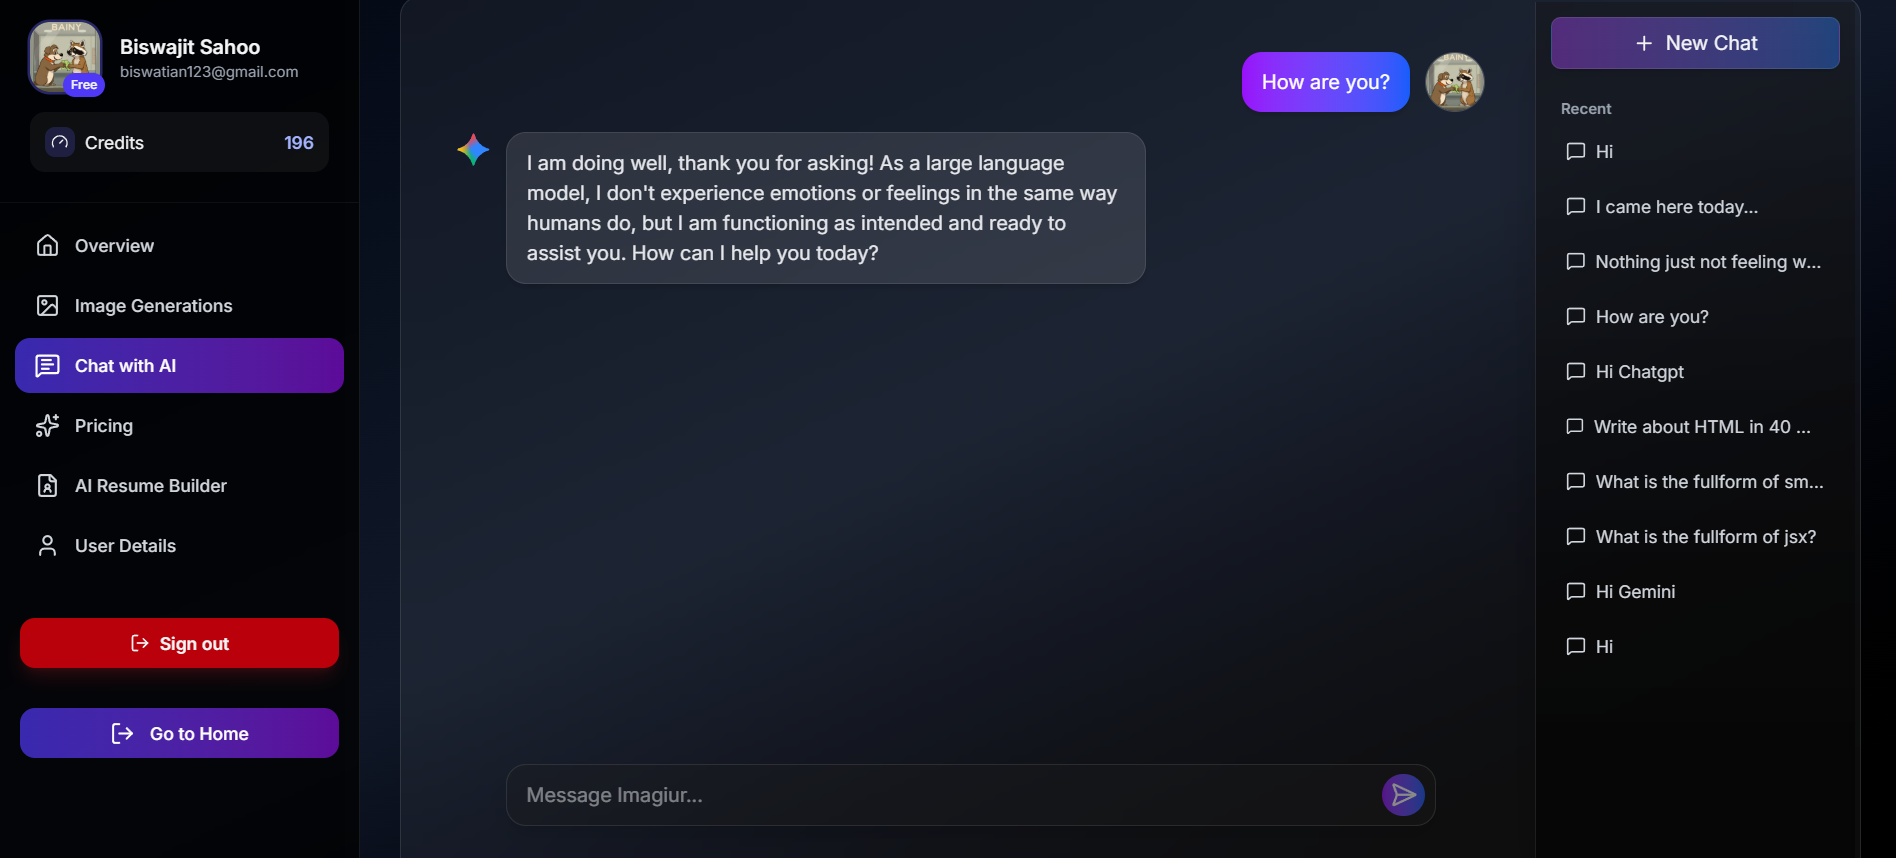 BAINY
Free
Biswajit Sahoo
biswatian123@gmail.com
Credits
196
Overview
Image Generations
Chat with AI
Pricing
AI Resume Builder
User Details
Sign out
Go to Home
How are you?
I am doing well, thank you for asking! As a large language
model, I don't experience emotions or feelings in the same way
humans do, but I am functioning as intended and ready to
assist you. How can I help you today?
Message Imagiur...
New Chat
Recent
Hi
I came here today...
Nothing just not feeling w...
How are you?
Hi Chatgpt
Write about HTML in 40 ...
What is the fullform of sm...
What is the fullform of jsx?
Hi Gemini
Hi